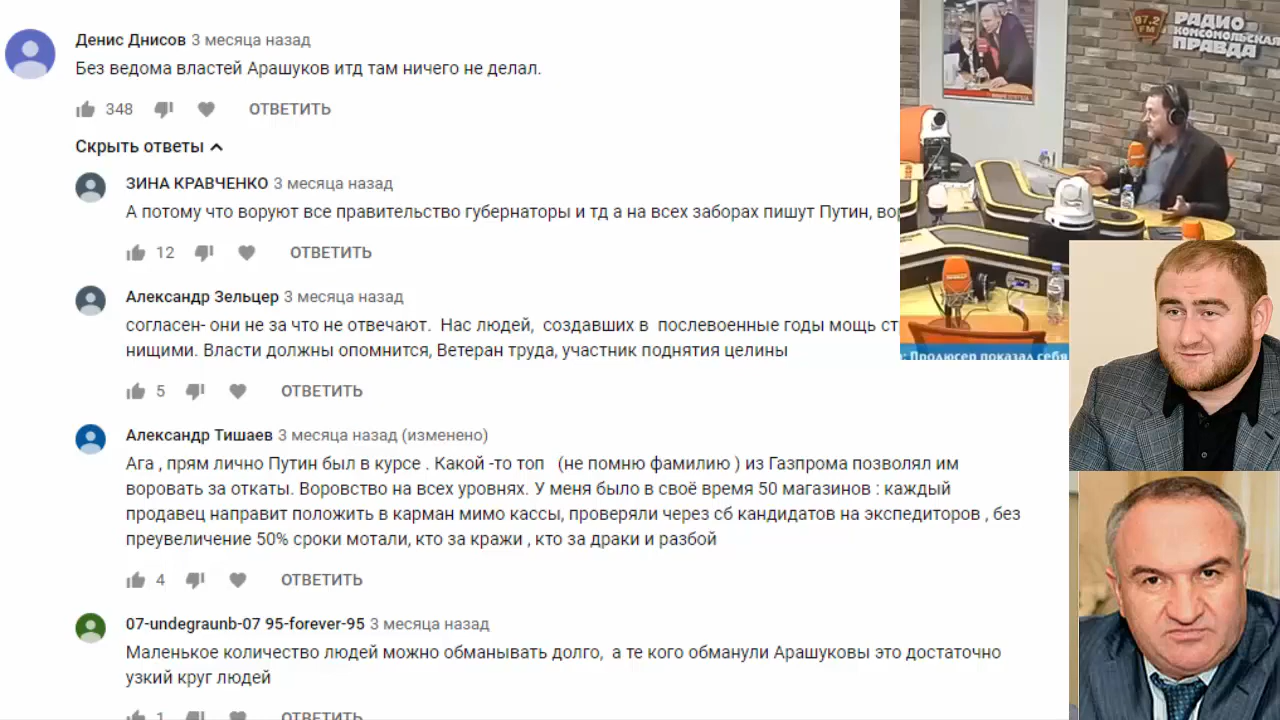 Денис Днисов 3 месяца назад
Без ведома властей Арашуков итд там ничего не делал.
348 ОТВЕТИТЬ
Скрыть ответы
ЗИНА КРАВЧЕНКО 3 месяца назад
А потому что воруют все правительство губернаторы и тд а на всех заборах пишут Путин,
12 ОТВЕТИТЬ
Александр Зельцер 3 месяца назад
согласен- они не за что не отвечают. Нас людей, создавших в послевоенные годы мощь ст
нищими. Власти должны опомнится, Ветеран труда, участник поднятия целины
5 ОТВЕТИТЬ
Александр Тишаев 3 месяца назад (изменено)
Ага , прям лично Путин был в курсе . Какой -то топ (не помню фамилию ) из Газпрома позволял им
воровать за откаты. Воровство на всех уровнях. У меня было в своё время 50 магазинов : каждый
продавец направит положить в карман мимо кассы, проверяли через сб кандидатов на экспедиторов , без
преувеличение 50% сроки мотали, кто за кражи , кто за драки и разбой
4 ОТВЕТИТЬ
07-undegraunb-07 95-forever-95 3 месяца назад
Маленькое количество людей можно обманывать долго, а те кого обманули Арашуковы это достаточно
узкий круг людей
1 ОТВЕТИТЬ
97,2
FM
РАДИО
КОМСОМОЛЬСКАЯ
ПРАВДА
: Продюсер показал себя